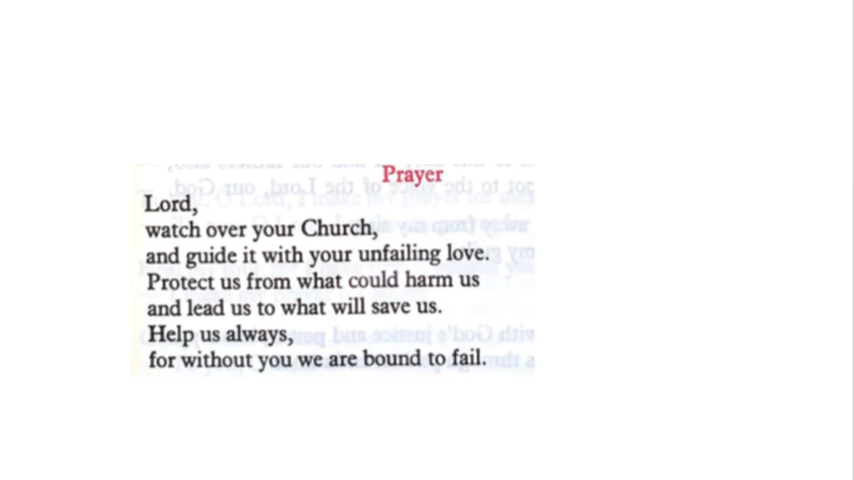 Prayer
Lord,
watch over your Church,
and guide it with your unfailing love.
Protect us from what could harm us
and lead us to what will save us.
Help us always,
for without you we are bound to fail.